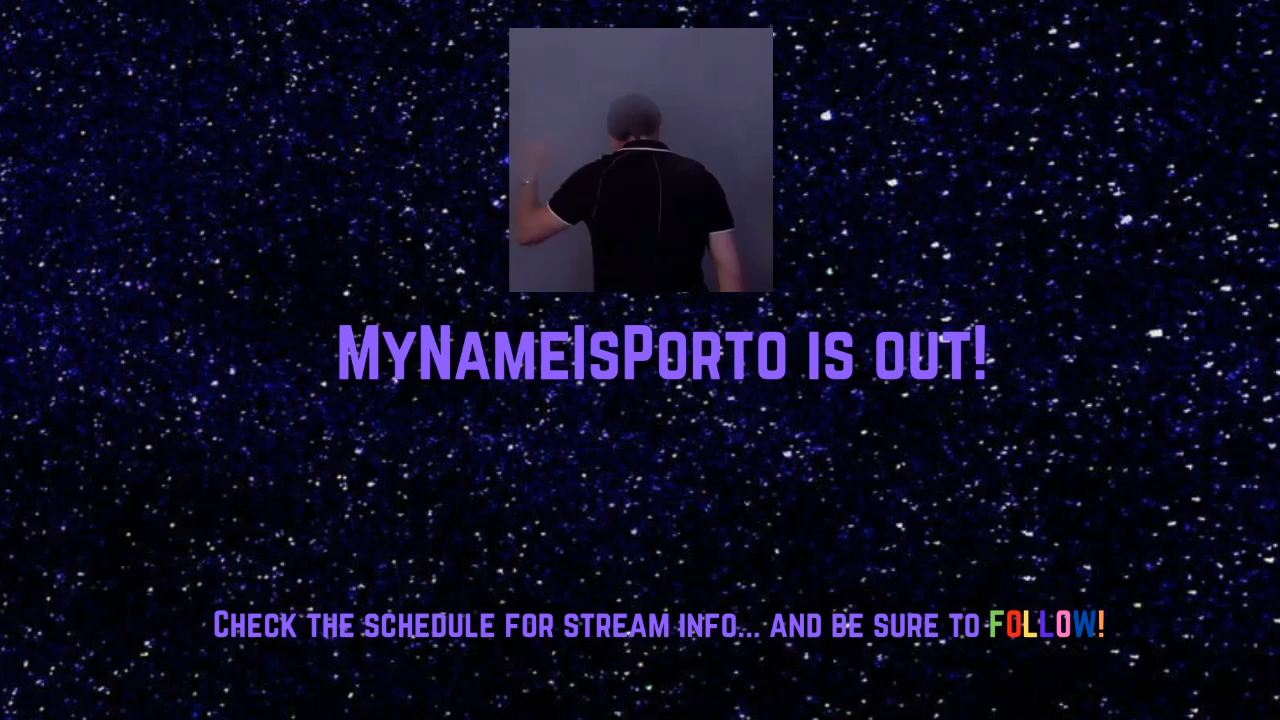 MyNameIsPorto is out!
Check the schedule for stream info... and be sure to FOLLOW!